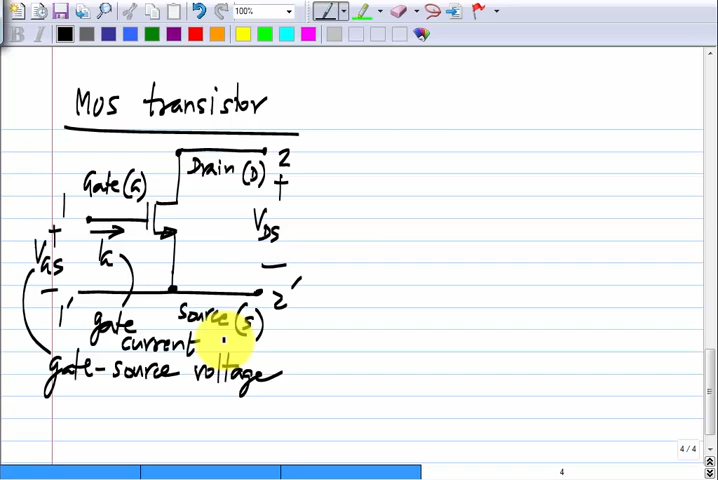 100%
B I
MOS transistor
Drain (D) 2
Gate (G)
1
+
+
VGS
IG
VDS
-
-
1'
2'
gate
current
source (S)
gate-source voltage
4/4
4